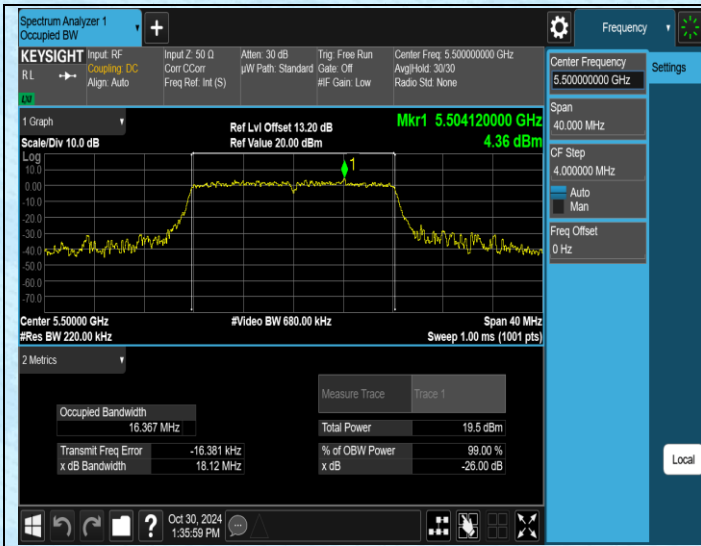 Spectrum Analyzer 1
Occupied BW
Frequency
KEYSIGHT
Input: RF
Coupling: DC
Align: Auto
Input Z: 50 Ω
Corr CCorr
Freq Ref: Int (S)
Atten: 30 dB
µW Path: Standard
Trig: Free Run
Gate: Off
#IF Gain: Low
Center Freq: 5.500000000 GHz
Avg|Hold: 30/30
Radio Std: None
R L
LXI
Center Frequency
5.500000000 GHz
Settings
Span
40.000 MHz
CF Step
4.000000 MHz
Auto
Man
Freq Offset
0 Hz
1 Graph
Scale/Div 10.0 dB
Ref Lvl Offset 13.20 dB
Ref Value 20.00 dBm
Mkr1 5.504120000 GHz
4.36 dBm
Log
10.0
0.00
-10.0
-20.0
-30.0
-40.0
-50.0
-60.0
-70.0
1
Center 5.50000 GHz
#Res BW 220.00 kHz
#Video BW 680.00 kHz
Span 40 MHz
Sweep 1.00 ms (1001 pts)
2 Metrics
Measure Trace
Trace 1
Occupied Bandwidth
16.367 MHz
Total Power 19.5 dBm
Transmit Freq Error -16.381 kHz
x dB Bandwidth 18.12 MHz
% of OBW Power 99.00 %
x dB -26.00 dB
Local
?
Oct 30, 2024
1:35:59 PM